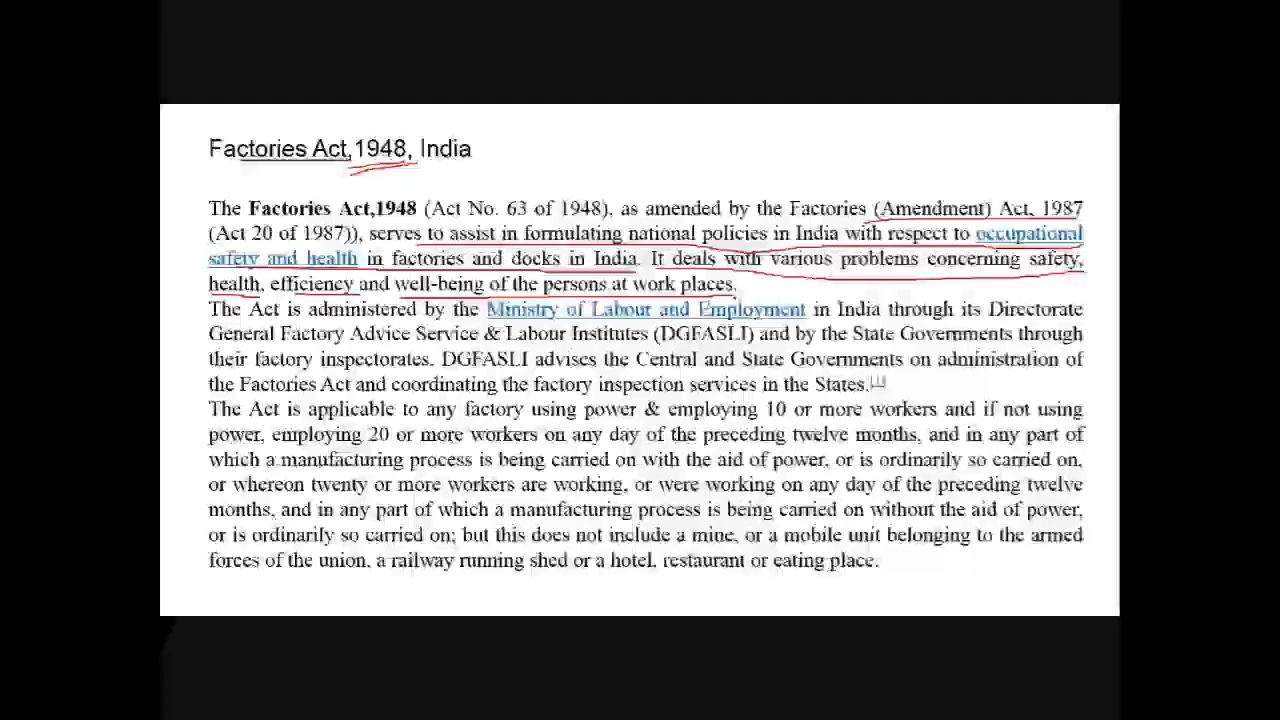 Factories Act,1948, India
The Factories Act,1948 (Act No. 63 of 1948), as amended by the Factories (Amendment) Act, 1987
(Act 20 of 1987)), serves to assist in formulating national policies in India with respect to occupational
safety and health in factories and docks in India. It deals with various problems concerning safety,
health, efficiency and well-being of the persons at work places.
The Act is administered by the Ministry of Labour and Employment in India through its Directorate
General Factory Advice Service & Labour Institutes (DGFASLI) and by the State Governments through
their factory inspectorates. DGFASLI advises the Central and State Governments on administration of
the Factories Act and coordinating the factory inspection services in the States.[1]
The Act is applicable to any factory using power & employing 10 or more workers and if not using
power, employing 20 or more workers on any day of the preceding twelve months, and in any part of
which a manufacturing process is being carried on with the aid of power, or is ordinarily so carried on,
or whereon twenty or more workers are working, or were working on any day of the preceding twelve
months, and in any part of which a manufacturing process is being carried on without the aid of power,
or is ordinarily so carried on; but this does not include a mine, or a mobile unit belonging to the armed
forces of the union, a railway running shed or a hotel, restaurant or eating place.